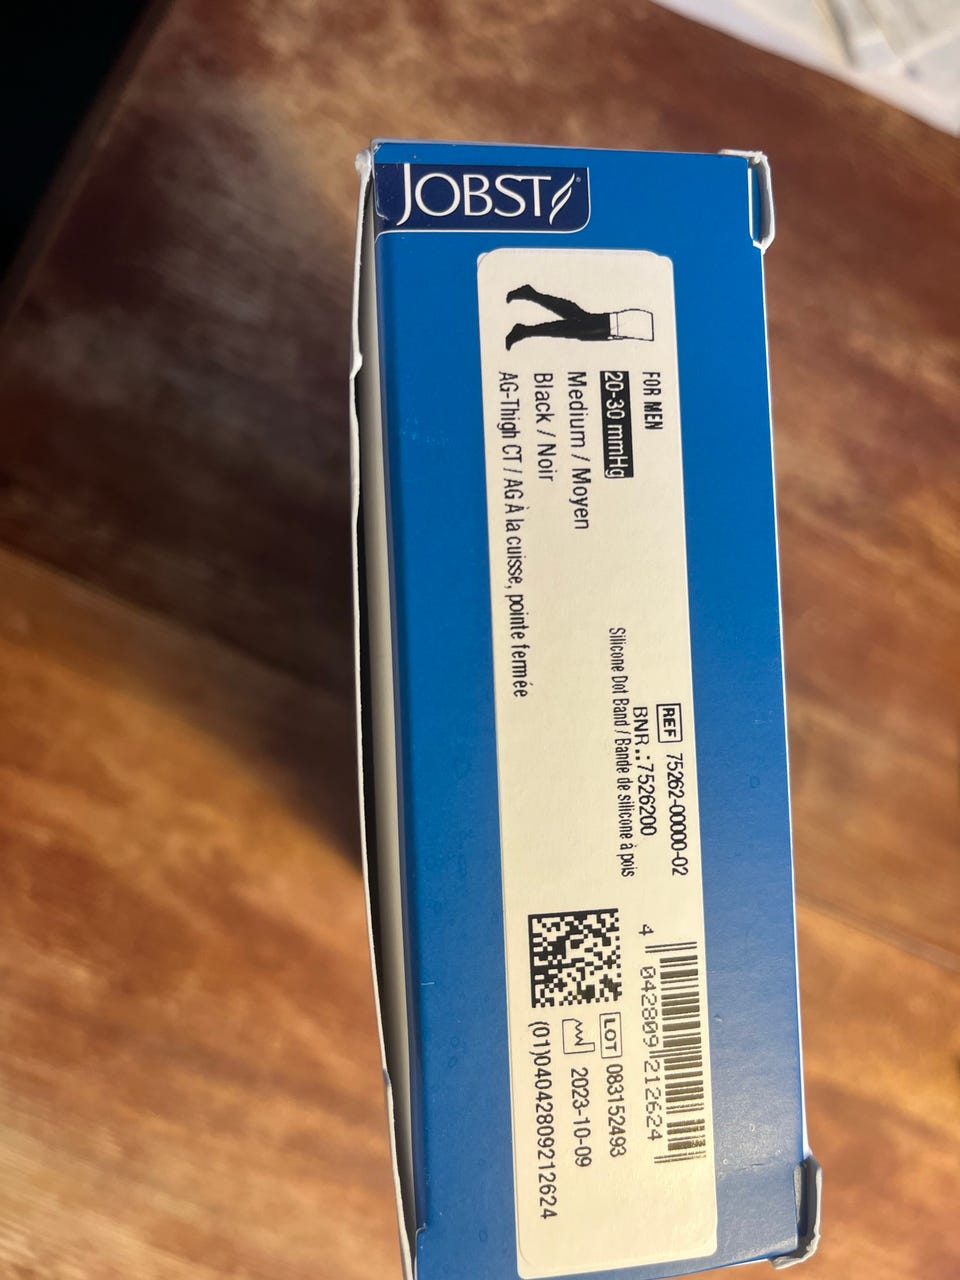 JOBST
FOR MEN
20-30 mmHg
Medium / Moyen
Black / Noir
AG-Thigh CT / AG À la cuisse, pointe fermée
REF 75262-00000-02
BNR.:7526200
Silicone Dot Band / Bande de silicone à pois
4 042809 212624
LOT 083152493
2023-10-09
(01)04042809212624